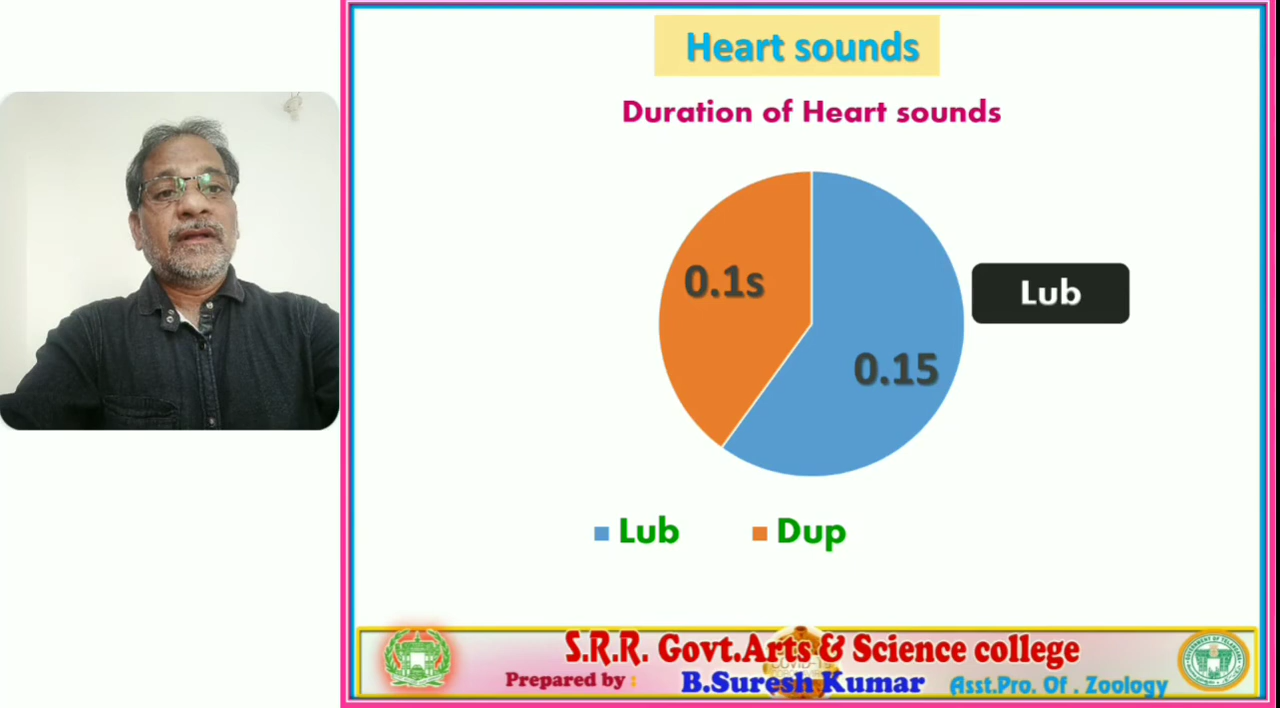 Heart sounds
Duration of Heart sounds
0.1s
Lub
0.15
Lub Dup
S.R.R. Govt.Arts & Science college
Prepared by : B.Suresh Kumar Asst.Pro. Of . Zoology